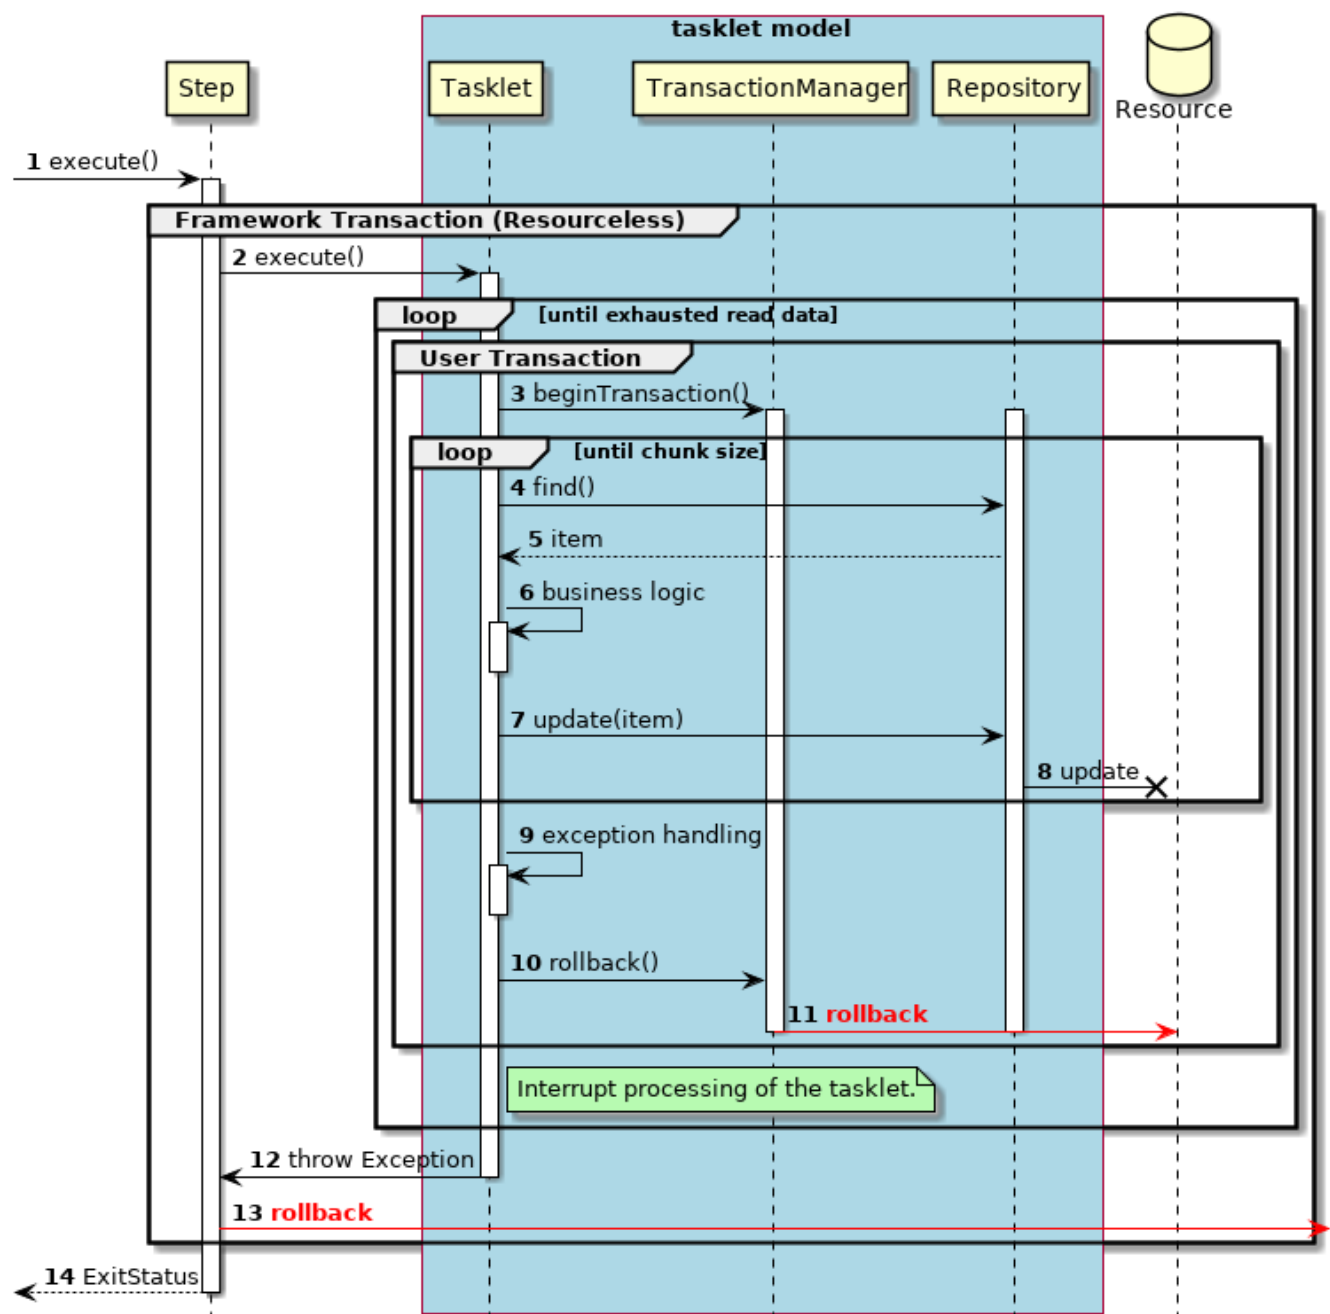 tasklet model
Step
Tasklet
TransactionManager
Repository
Resource
1 execute()
Framework Transaction (Resourceless)
2 execute()
loop [until exhausted read data]
User Transaction
3 beginTransaction()
loop [until chunk size]
4 find()
5 item
6 business logic
7 update(item)
8 update
9 exception handling
10 rollback()
11 rollback
Interrupt processing of the tasklet.
12 throw Exception
13 rollback
14 ExitStatus